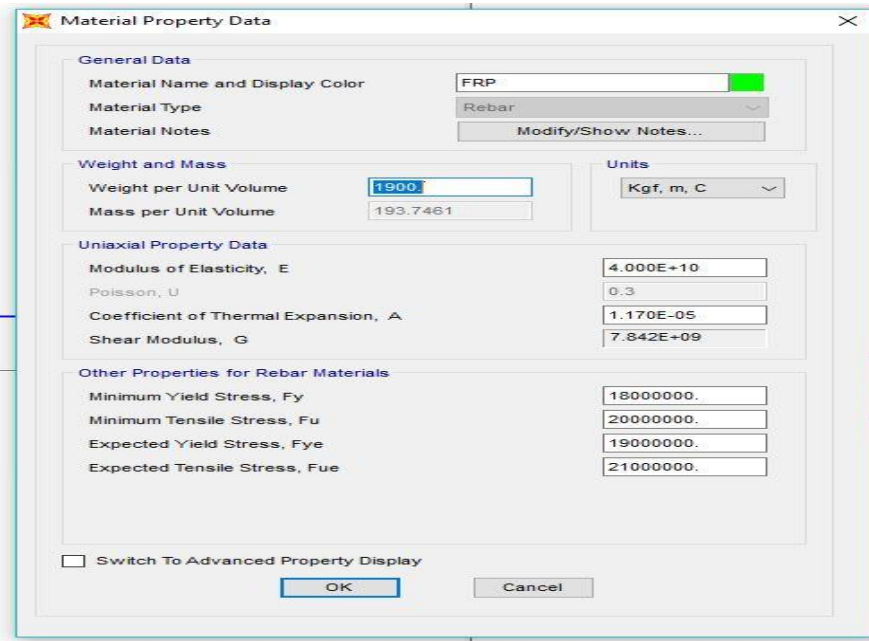 Material Property Data
General Data
Material Name and Display Color FRP
Material Type Rebar
Material Notes Modify/Show Notes...
Weight and Mass Units
Weight per Unit Volume 1900. Kgf, m, C
Mass per Unit Volume 193.7461
Uniaxial Property Data
Modulus of Elasticity, E 4.000E+10
Poisson, U 0.3
Coefficient of Thermal Expansion, A 1.170E-05
Shear Modulus, G 7.842E+09
Other Properties for Rebar Materials
Minimum Yield Stress, Fy 18000000.
Minimum Tensile Stress, Fu 20000000.
Expected Yield Stress, Fye 19000000.
Expected Tensile Stress, Fue 21000000.
Switch To Advanced Property Display
OK Cancel